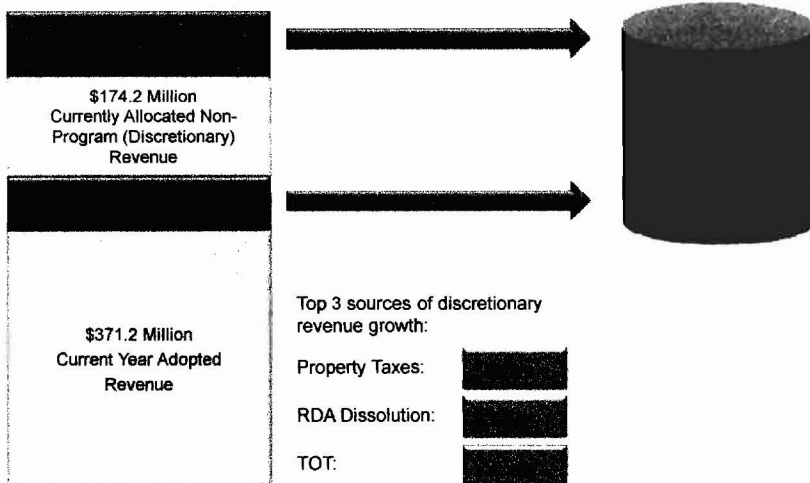 $174.2 Million
Currently Allocated Non-
Program (Discretionary)
Revenue
$371.2 Million
Current Year Adopted
Revenue
Top 3 sources of discretionary
revenue growth:
Property Taxes:
RDA Dissolution:
TOT: